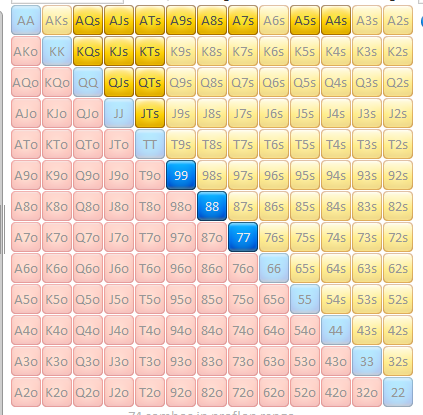 AA AKs AQs AJs ATs A9s A8s A7s A6s A5s A4s A3s A2s
AKo KK KQs KJs KTs K9s K8s K7s K6s K5s K4s K3s K2s
AQo KQo QQ QJs QTs Q9s Q8s Q7s Q6s Q5s Q4s Q3s Q2s
AJo KJo QJo JJ JTs J9s J8s J7s J6s J5s J4s J3s J2s
ATo KTo QTo JTo TT T9s T8s T7s T6s T5s T4s T3s T2s
A9o K9o Q9o J9o T9o 99 98s 97s 96s 95s 94s 93s 92s
A8o K8o Q8o J8o T8o 98o 88 87s 86s 85s 84s 83s 82s
A7o K7o Q7o J7o T7o 97o 87o 77 76s 75s 74s 73s 72s
A6o K6o Q6o J6o T6o 96o 86o 76o 66 65s 64s 63s 62s
A5o K5o Q5o J5o T5o 95o 85o 75o 65o 55 54s 53s 52s
A4o K4o Q4o J4o T4o 94o 84o 74o 64o 54o 44 43s 42s
A3o K3o Q3o J3o T3o 93o 83o 73o 63o 53o 43o 33 32s
A2o K2o Q2o J2o T2o 92o 82o 72o 62o 52o 42o 32o 22